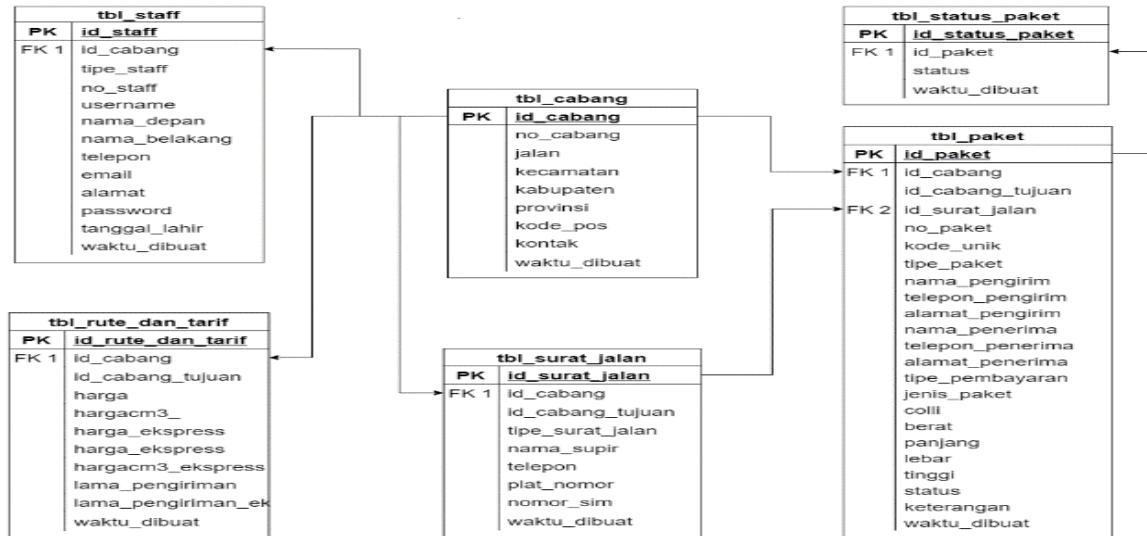 tbl_staff
PK id_staff
FK 1 id_cabang
tipe_staff
no_staff
username
nama_depan
nama_belakang
telepon
email
alamat
password
tanggal_lahir
waktu_dibuat
tbl_rute_dan_tarif
PK id_rute_dan_tarif
FK 1 id_cabang
id_cabang_tujuan
harga
hargacm3_
harga_ekspress
harga_ekspress
hargacm3_ekspress
lama_pengiriman
lama_pengiriman_ek
waktu_dibuat
tbl_cabang
PK id_cabang
no_cabang
jalan
kecamatan
kabupaten
provinsi
kode_pos
kontak
waktu_dibuat
tbl_surat_jalan
PK id_surat_jalan
FK 1 id_cabang
id_cabang_tujuan
tipe_surat_jalan
nama_supir
telepon
plat_nomor
nomor_sim
waktu_dibuat
tbl_status_paket
PK id_status_paket
FK 1 id_paket
status
waktu_dibuat
tbl_paket
PK id_paket
FK 1 id_cabang
id_cabang_tujuan
FK 2 id_surat_jalan
no_paket
kode_unik
tipe_paket
nama_pengirim
telepon_pengirim
alamat_pengirim
nama_penerima
telepon_penerima
alamat_penerima
tipe_pembayaran
jenis_paket
colli
berat
panjang
lebar
tinggi
status
keterangan
waktu_dibuat